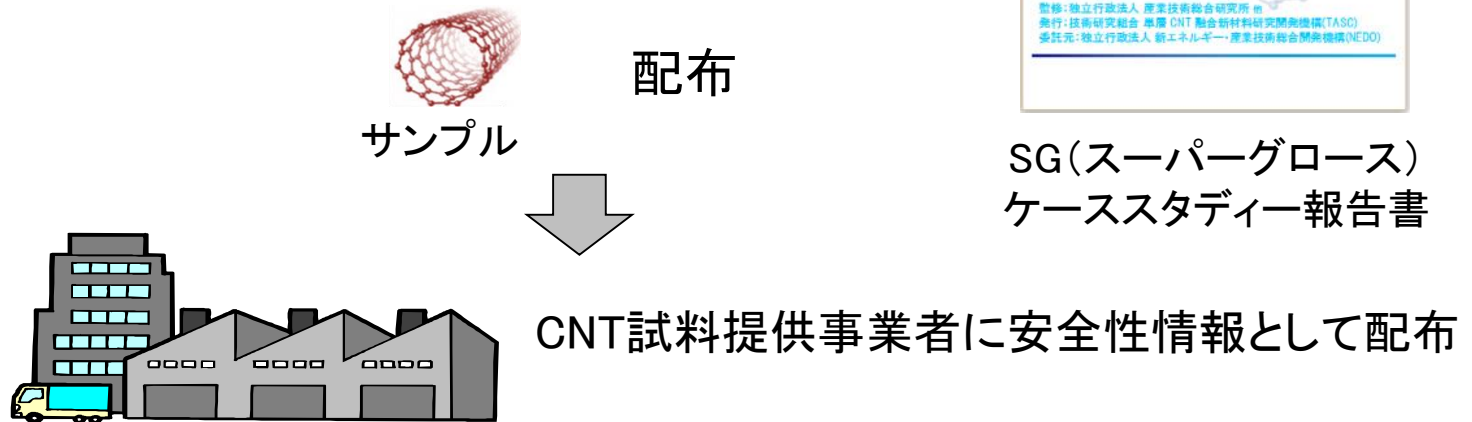 監修：独立行政法人 産業技術総合研究所
発行：技術研究組合 単層 CNT 融合新材料研究開発機構(TASC)
委託元：独立行政法人 新エネルギー・産業技術総合開発機構(NEDO)
配布
サンプル
SG（スーパーグロース）
ケーススタディー報告書
CNT試料提供事業者に安全性情報として配布